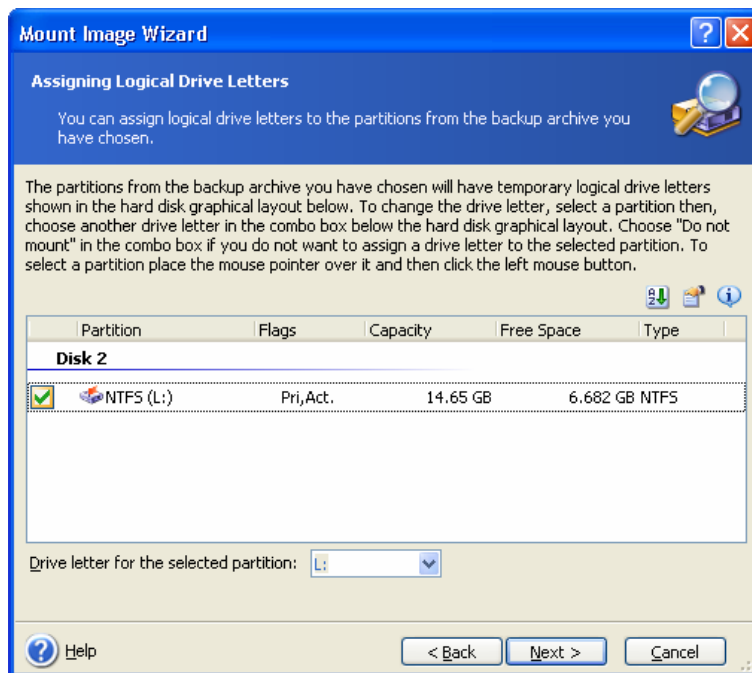 Mount Image Wizard
Assigning Logical Drive Letters
You can assign logical drive letters to the partitions from the backup archive you
have chosen.
The partitions from the backup archive you have chosen will have temporary logical drive letters
shown in the hard disk graphical layout below. To change the drive letter, select a partition then,
choose another drive letter in the combo box below the hard disk graphical layout. Choose "Do not
mount" in the combo box if you do not want to assign a drive letter to the selected partition. To
select a partition place the mouse pointer over it and then click the left mouse button.
Partition Flags Capacity Free Space Type
Disk 2
NTFS (L:) Pri,Act. 14.65 GB 6.682 GB NTFS
Drive letter for the selected partition: L:
Help < Back Next > Cancel